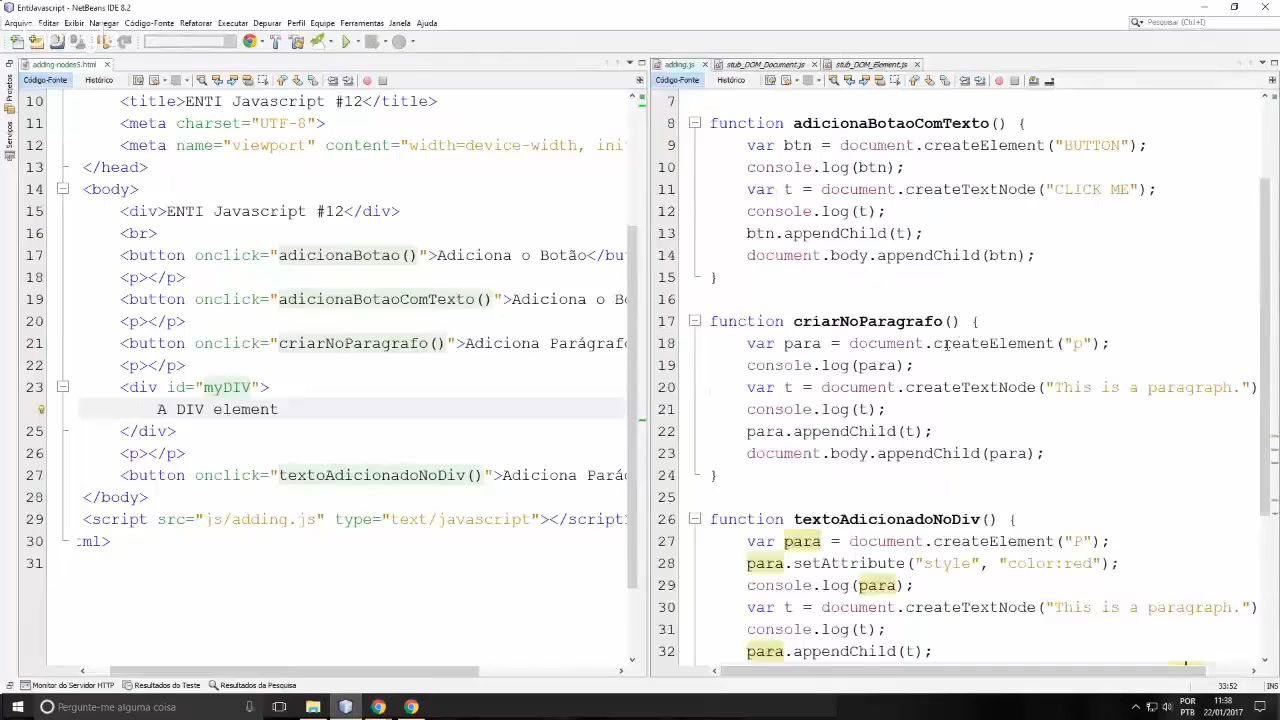 EntiJavascript - NetBeans IDE 8.2
Arquivo Editar Exibir Navegar Código-Fonte Refatorar Executar Depurar Perfil Equipe Ferramentas Janela Ajuda
Pesquisar (Ctrl+I)
adding-nodes5.html
adding.js stub_DOM_Document.js stub_DOM_Element.js
Código-Fonte Histórico
Código-Fonte Histórico
Projetos
Serviços
10 <title>ENTI Javascript #12</title>
11 <meta charset="UTF-8">
12 <meta name="viewport" content="width=device-width, init
13 </head>
14 <body>
15 <div>ENTI Javascript #12</div>
16 <br>
17 <button onclick="adicionaBotao()">Adiciona o Botão</but
18 <p></p>
19 <button onclick="adicionaBotaoComTexto()">Adiciona o Bo
20 <p></p>
21 <button onclick="criarNoParagrafo()">Adiciona Parágrafo
22 <p></p>
23 <div id="myDIV">
A DIV element
25 </div>
26 <p></p>
27 <button onclick="textoAdicionadoNoDiv()">Adiciona Pará
28 </body>
29 <script src="js/adding.js" type="text/javascript"></script
30 ml>
31
7
8 function adicionaBotaoComTexto() {
9 var btn = document.createElement("BUTTON");
10 console.log(btn);
11 var t = document.createTextNode("CLICK ME");
12 console.log(t);
13 btn.appendChild(t);
14 document.body.appendChild(btn);
15 }
16
17 function criarNoParagrafo() {
18 var para = document.createElement("p");
19 console.log(para);
20 var t = document.createTextNode("This is a paragraph.")
21 console.log(t);
22 para.appendChild(t);
23 document.body.appendChild(para);
24 }
25
26 function textoAdicionadoNoDiv() {
27 var para = document.createElement("P");
28 para.setAttribute("style", "color:red");
29 console.log(para);
30 var t = document.createTextNode("This is a paragraph.")
31 console.log(t);
32 para.appendChild(t);
Monitor do Servidor HTTP Resultados do Teste Resultados da Pesquisa
33:52 INS
Pergunte-me alguma coisa
POR
PTB
11:38
22/01/2017